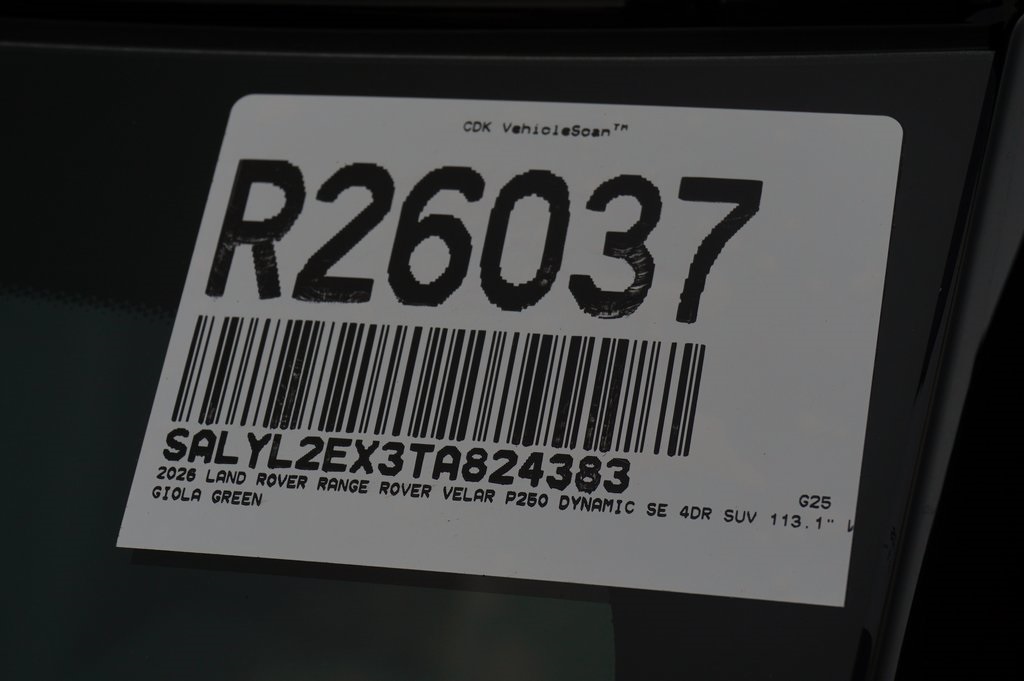 CDK VehicleScan™
R26037
SALYL2EX3TA824383
2026 LAND ROVER RANGE ROVER VELAR P250 DYNAMIC SE 4DR SUV 113.1"
GIOLA GREEN
G25